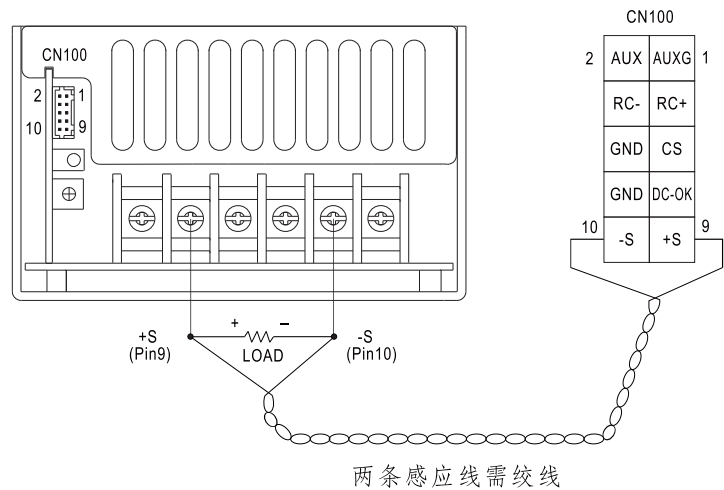 CN100
2 1
10 9
+ −
LOAD
+S
(Pin9)
-S
(Pin10)
CN100
2 AUX AUXG 1
RC- RC+
GND CS
GND DC-OK
10 -S +S 9
两条感应线需绞线